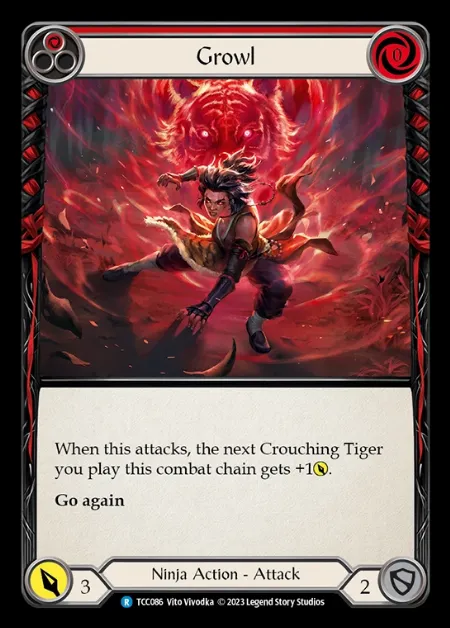 Growl
0
When this attacks, the next Crouching Tiger
you play this combat chain gets +1.
Go again
3
Ninja Action - Attack
2
R TCC086 Vito Vivodka © 2023 Legend Story Studios